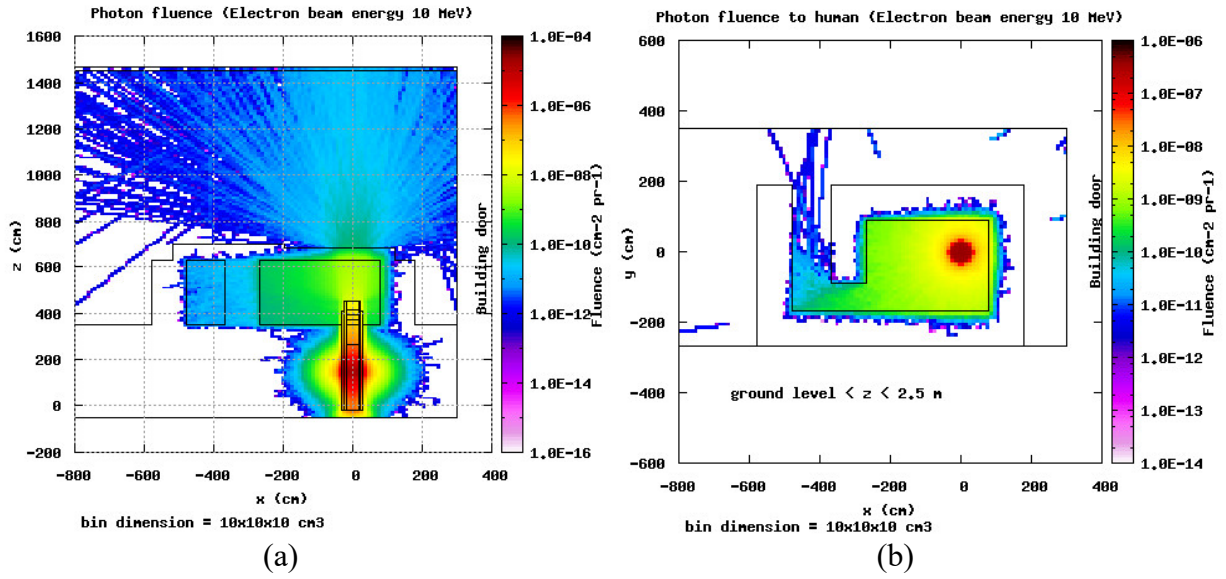 Photon fluence (Electron beam energy 10 MeV)
1600
1400
1200
1000
800
600
400
200
0
-200
z (cm)
-800 -600 -400 -200 0 200 400
x (cm)
bin dimension = 10x10x10 cm3
Building door
1.0E-04
1.0E-06
1.0E-08
1.0E-10
1.0E-12
1.0E-14
1.0E-16
Fluence (cm-2 pr-1)
(a)
Photon fluence to human (Electron beam energy 10 MeV)
600
400
200
0
-200
-400
-600
y (cm)
ground level < z < 2.5 m
-800 -600 -400 -200 0 200 400
x (cm)
bin dimension = 10x10x10 cm3
Building door
1.0E-06
1.0E-07
1.0E-08
1.0E-09
1.0E-10
1.0E-11
1.0E-12
1.0E-13
1.0E-14
Fluence (cm-2 pr-1)
(b)